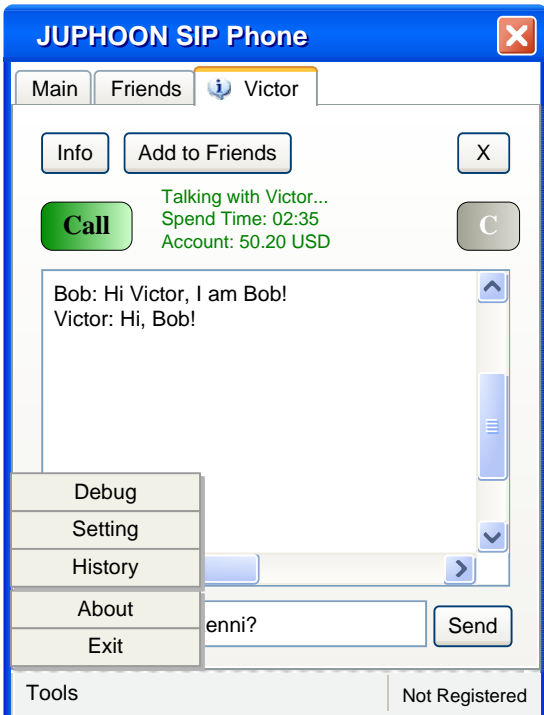 JUPHOON SIP Phone
Main
Friends
Victor
Info
Add to Friends
X
Call
Talking with Victor...
Spend Time: 02:35
Account: 50.20 USD
C
Bob: Hi Victor, I am Bob!
Victor: Hi, Bob!
Debug
Setting
History
About
Exit
enni?
Send
Tools
Not Registered